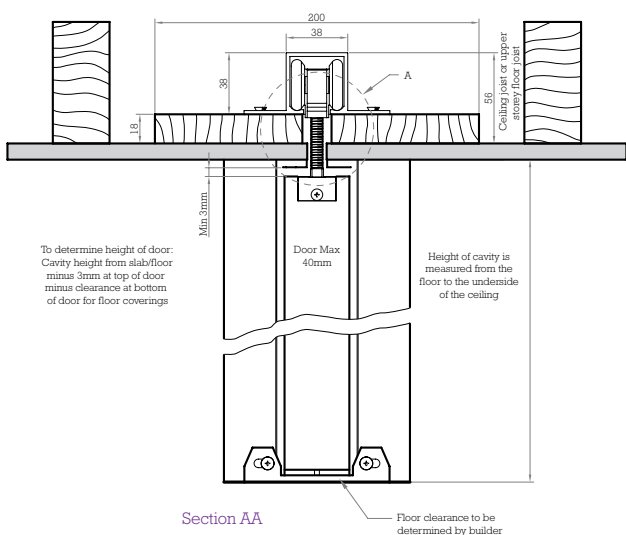 200
38
38
A
56
Ceiling joist or upper
storey floor joist
18
Min 3mm
To determine height of door:
Cavity height from slab/floor
minus 3mm at top of door
minus clearance at bottom
of door for floor coverings
Door Max
40mm
Height of cavity is
measured from the
floor to the underside
of the ceiling
Section AA
Floor clearance to be
determined by builder